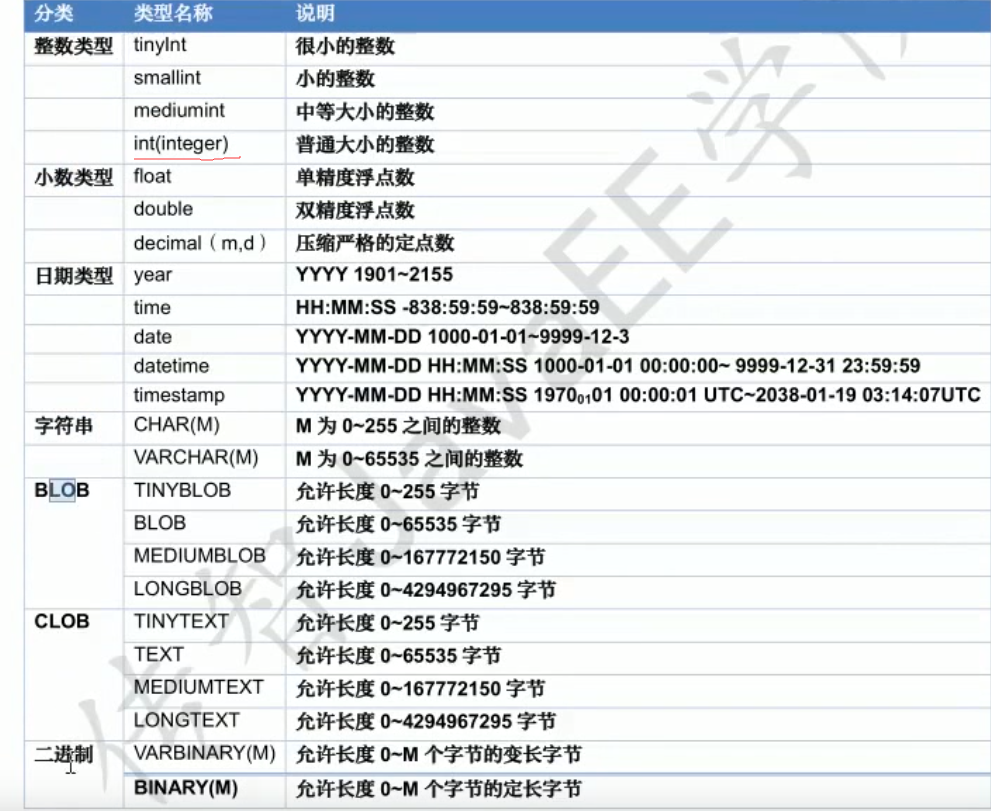 分类 类型名称 说明
整数类型 tinyInt 很小的整数
smallint 小的整数
mediumint 中等大小的整数
int(integer) 普通大小的整数
小数类型 float 单精度浮点数
double 双精度浮点数
decimal（m,d） 压缩严格的定点数
日期类型 year YYYY 1901~2155
time HH:MM:SS -838:59:59~838:59:59
date YYYY-MM-DD 1000-01-01~9999-12-3
datetime YYYY-MM-DD HH:MM:SS 1000-01-01 00:00:00~ 9999-12-31 23:59:59
timestamp YYYY-MM-DD HH:MM:SS 1970₀₁01 00:00:01 UTC~2038-01-19 03:14:07UTC
字符串 CHAR(M) M 为 0~255 之间的整数
VARCHAR(M) M 为 0~65535 之间的整数
BLOB TINYBLOB 允许长度 0~255 字节
BLOB 允许长度 0~65535 字节
MEDIUMBLOB 允许长度 0~167772150 字节
LONGBLOB 允许长度 0~4294967295 字节
CLOB TINYTEXT 允许长度 0~255 字节
TEXT 允许长度 0~65535 字节
MEDIUMTEXT 允许长度 0~167772150 字节
LONGTEXT 允许长度 0~4294967295 字节
二进制 VARBINARY(M) 允许长度 0~M 个字节的变长字节
BINARY(M) 允许长度 0~M 个字节的定长字节
传智JavaEE学